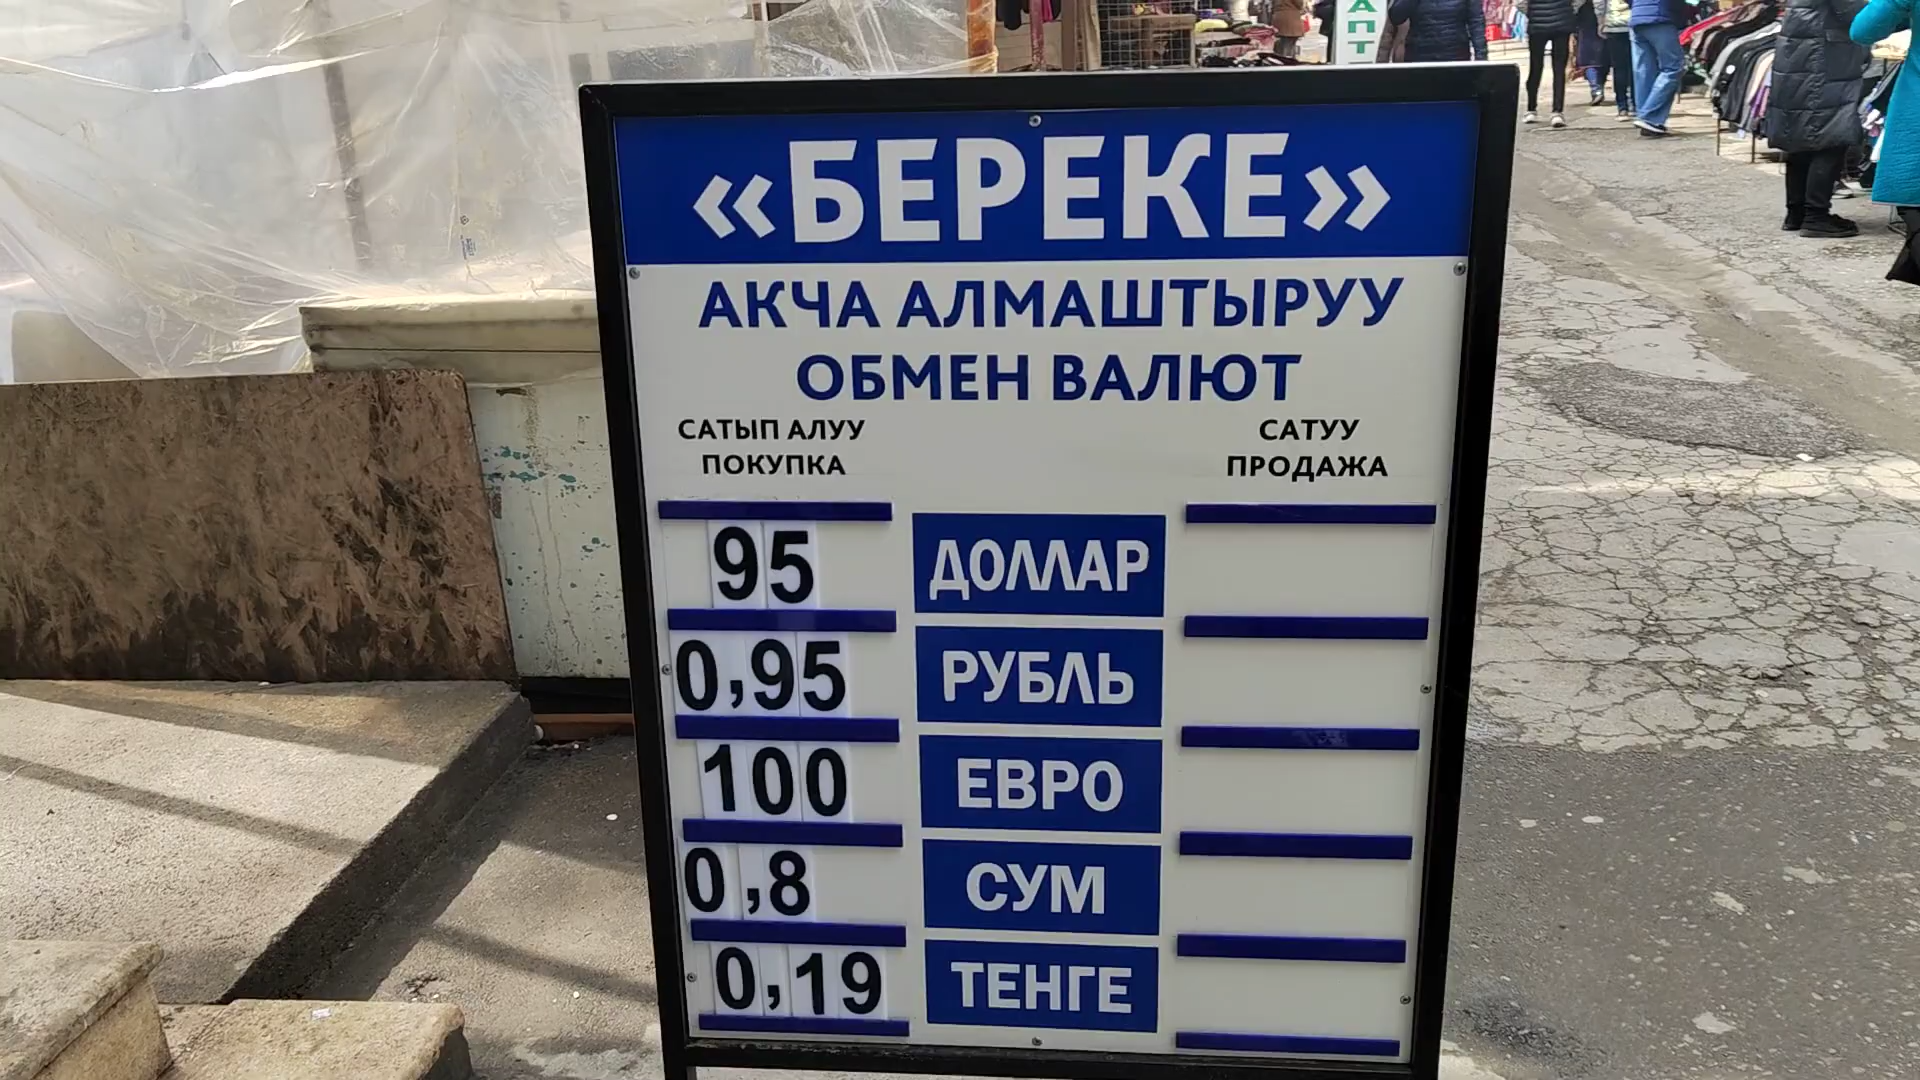 АПТ
«БЕРЕКЕ»
АКЧА АЛМАШТЫРУУ
ОБМЕН ВАЛЮТ
САТЫП АЛУУ САТУУ
ПОКУПКА ПРОДАЖА
95 ДОЛЛАР
0,95 РУБЛЬ
100 ЕВРО
0,8 СУМ
0,19 ТЕНГЕ